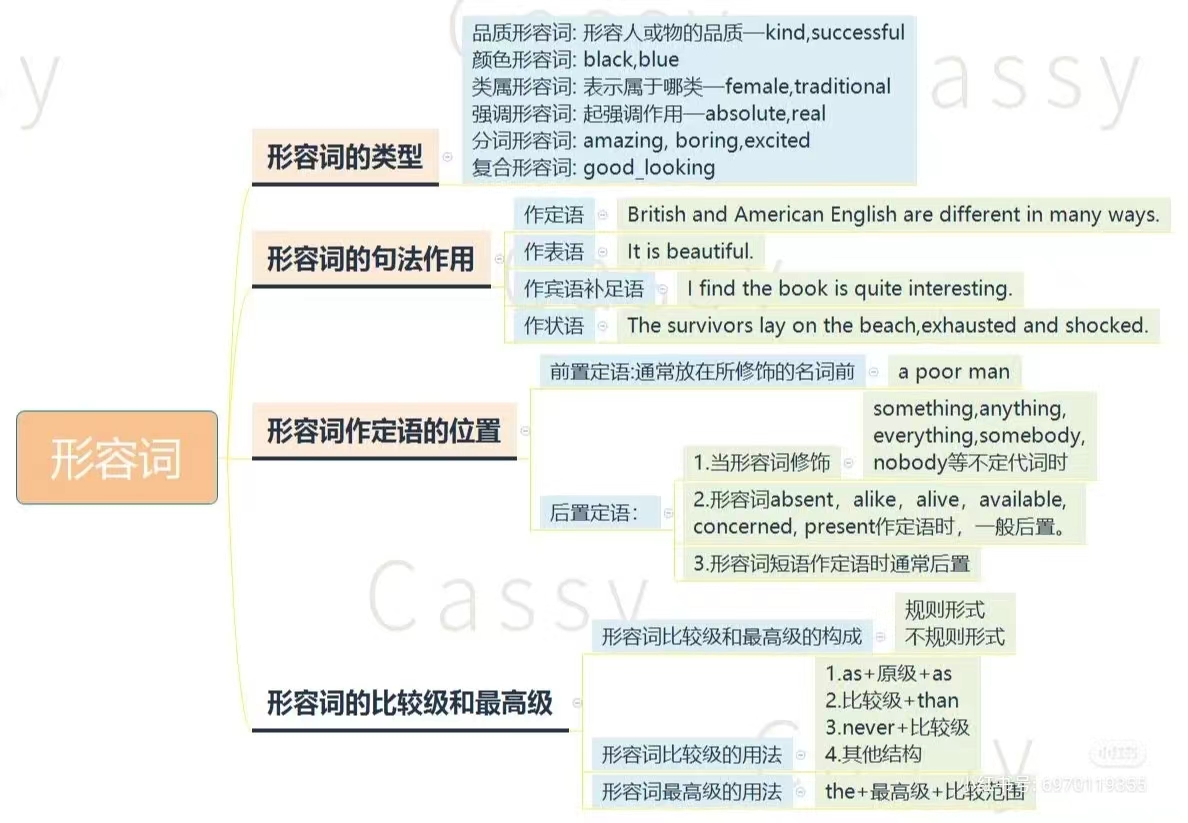 形容词
形容词的类型
品质形容词: 形容人或物的品质—kind,successful
颜色形容词: black,blue
类属形容词: 表示属于哪类—female,traditional
强调形容词: 起强调作用—absolute,real
分词形容词: amazing, boring,excited
复合形容词: good_looking
形容词的句法作用
作定语
British and American English are different in many ways.
作表语
It is beautiful.
作宾语补足语
I find the book is quite interesting.
作状语
The survivors lay on the beach,exhausted and shocked.
形容词作定语的位置
前置定语:通常放在所修饰的名词前
a poor man
后置定语：
1.当形容词修饰
something,anything,
everything,somebody,
nobody等不定代词时
2.形容词absent，alike，alive，available,
concerned, present作定语时，一般后置。
3.形容词短语作定语时通常后置
形容词的比较级和最高级
形容词比较级和最高级的构成
规则形式
不规则形式
形容词比较级的用法
1.as+原级+as
2.比较级+than
3.never+比较级
4.其他结构
形容词最高级的用法
the+最高级+比较范围
Cassy
Cassy
Cassy
Cassy
Cassy
小红书
小红书号: 6970119355